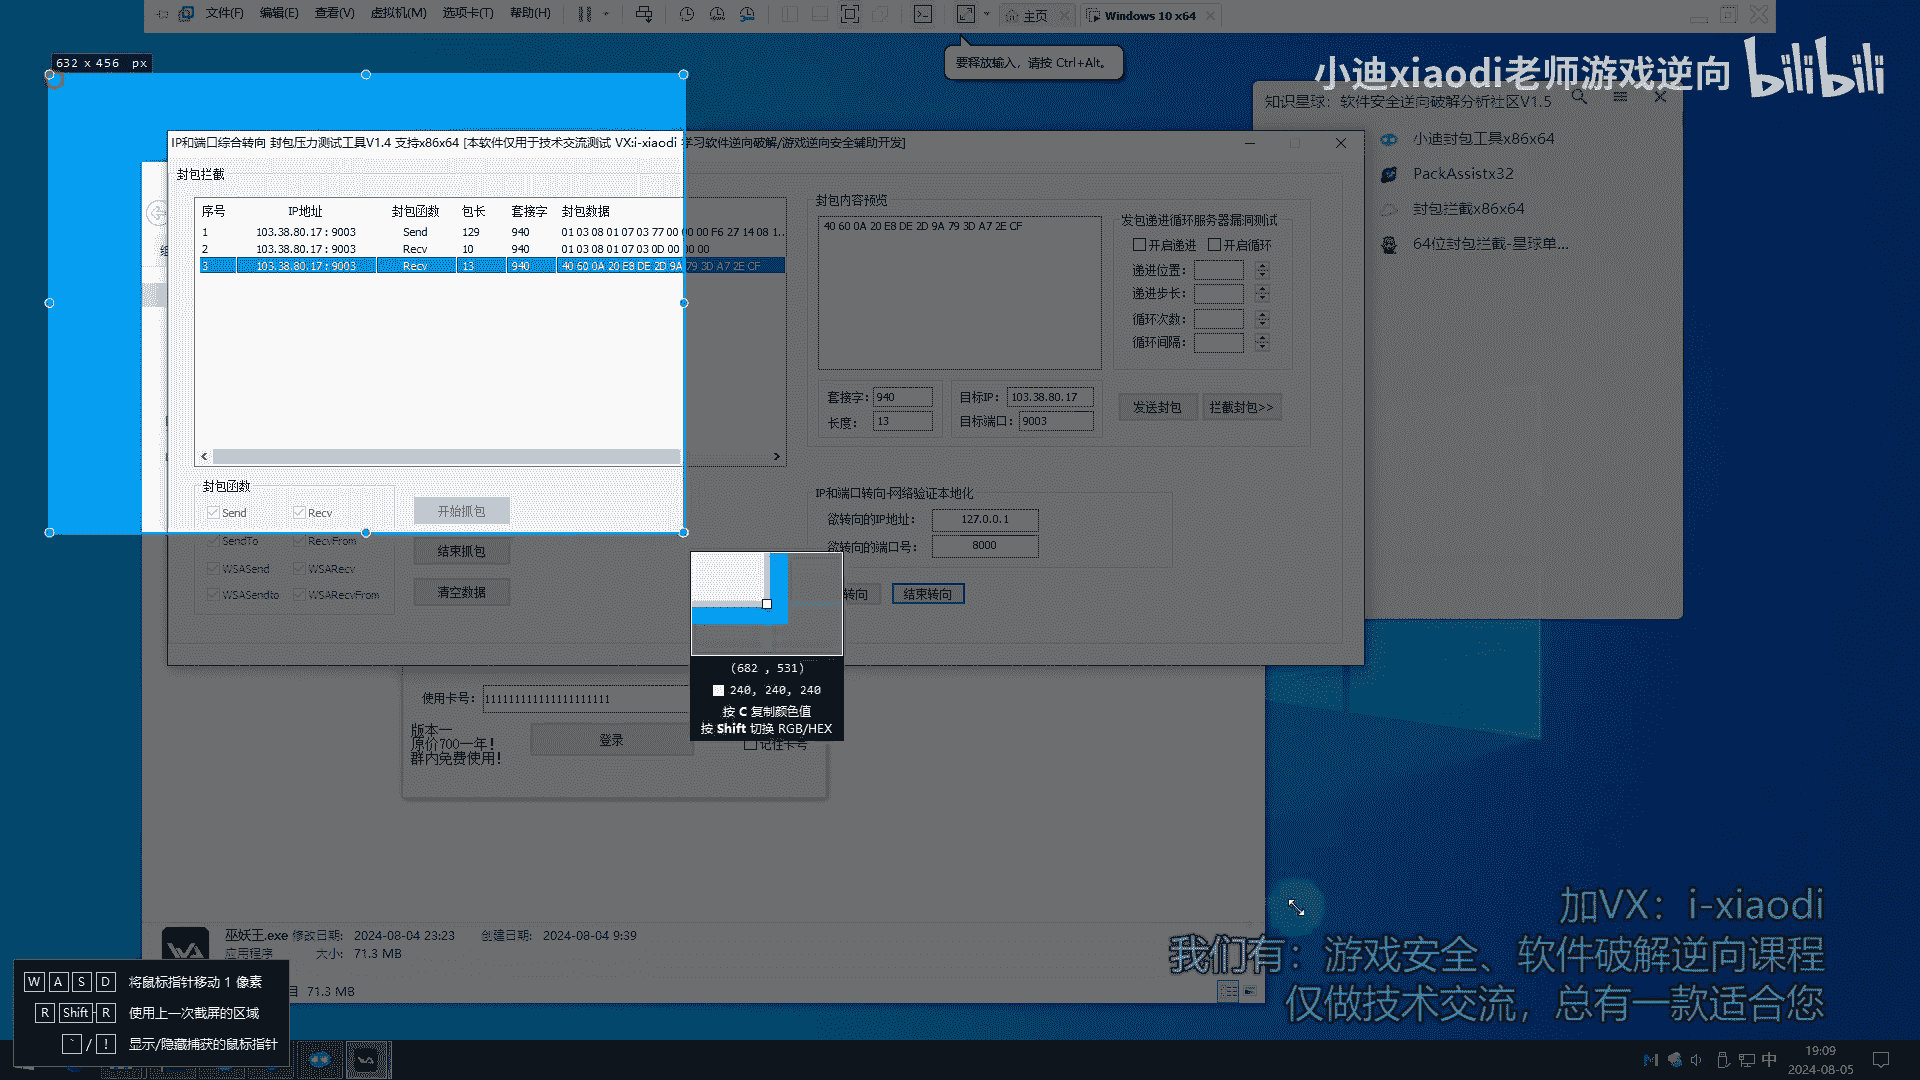 文件(F) 编辑(E) 查看(V) 虚拟机(M) 选项卡(T) 帮助(H) 主页 Windows 10 x64
632 x 456 px
要释放输入，请按 Ctrl+Alt。
小迪xiaodi老师游戏逆向 bilibili
知识星球：软件安全逆向破解分析社区V1.5
小迪封包工具x86x64
PackAssistx32
封包拦截x86x64
64位封包拦截-星球单...
IP和端口综合转向 封包压力测试工具V1.4 支持x86x64 [本软件仅用于技术交流测试 VX:i-xiaodi 学习软件逆向破解/游戏逆向安全辅助开发]
封包拦截
序号 IP地址 封包函数 包长 套接字 封包数据
1 103.38.80.17 : 9003 Send 129 940 01 03 08 01 07 03 77 00 00 00 F6 27 14 08 1...
2 103.38.80.17 : 9003 Recv 10 940 01 03 08 01 07 03 0D 00 00 00
3 103.38.80.17 : 9003 Recv 13 940 40 60 0A 20 E8 DE 2D 9A 79 3D A7 2E CF
封包内容预览
40 60 0A 20 E8 DE 2D 9A 79 3D A7 2E CF
发包递进循环服务器漏洞测试
开启递进 开启循环
递进位置：
递进步长：
循环次数：
循环间隔：
套接字： 940 目标IP： 103.38.80.17
长度： 13 目标端口： 9003
发送封包 拦截封包>>
封包函数
Send Recv
SendTo RecvFrom
WSASend WSARecv
WSASendto WSARecvFrom
开始抓包
结束抓包
清空数据
IP和端口转向-网络验证本地化
欲转向的IP地址： 127.0.0.1
欲转向的端口号： 8000
转向 结束转向
(682 , 531)
240, 240, 240
按 C 复制颜色值
按 Shift 切换 RGB/HEX
使用卡号：
版本一
原价700一年！
群内免费使用！
登录
记住卡号
巫妖王.exe 修改日期： 2024-08-04 23:23 创建日期： 2024-08-04 9:39
应用程序 大小： 71.3 MB
71.3 MB
W A S D 将鼠标指针移动 1 像素
R Shift R 使用上一次截屏的区域
` / ! 显示/隐藏捕获的鼠标指针
加VX：i-xiaodi
我们有：游戏安全、软件破解逆向课程
仅做技术交流，总有一款适合您
中
19:09
2024-08-05